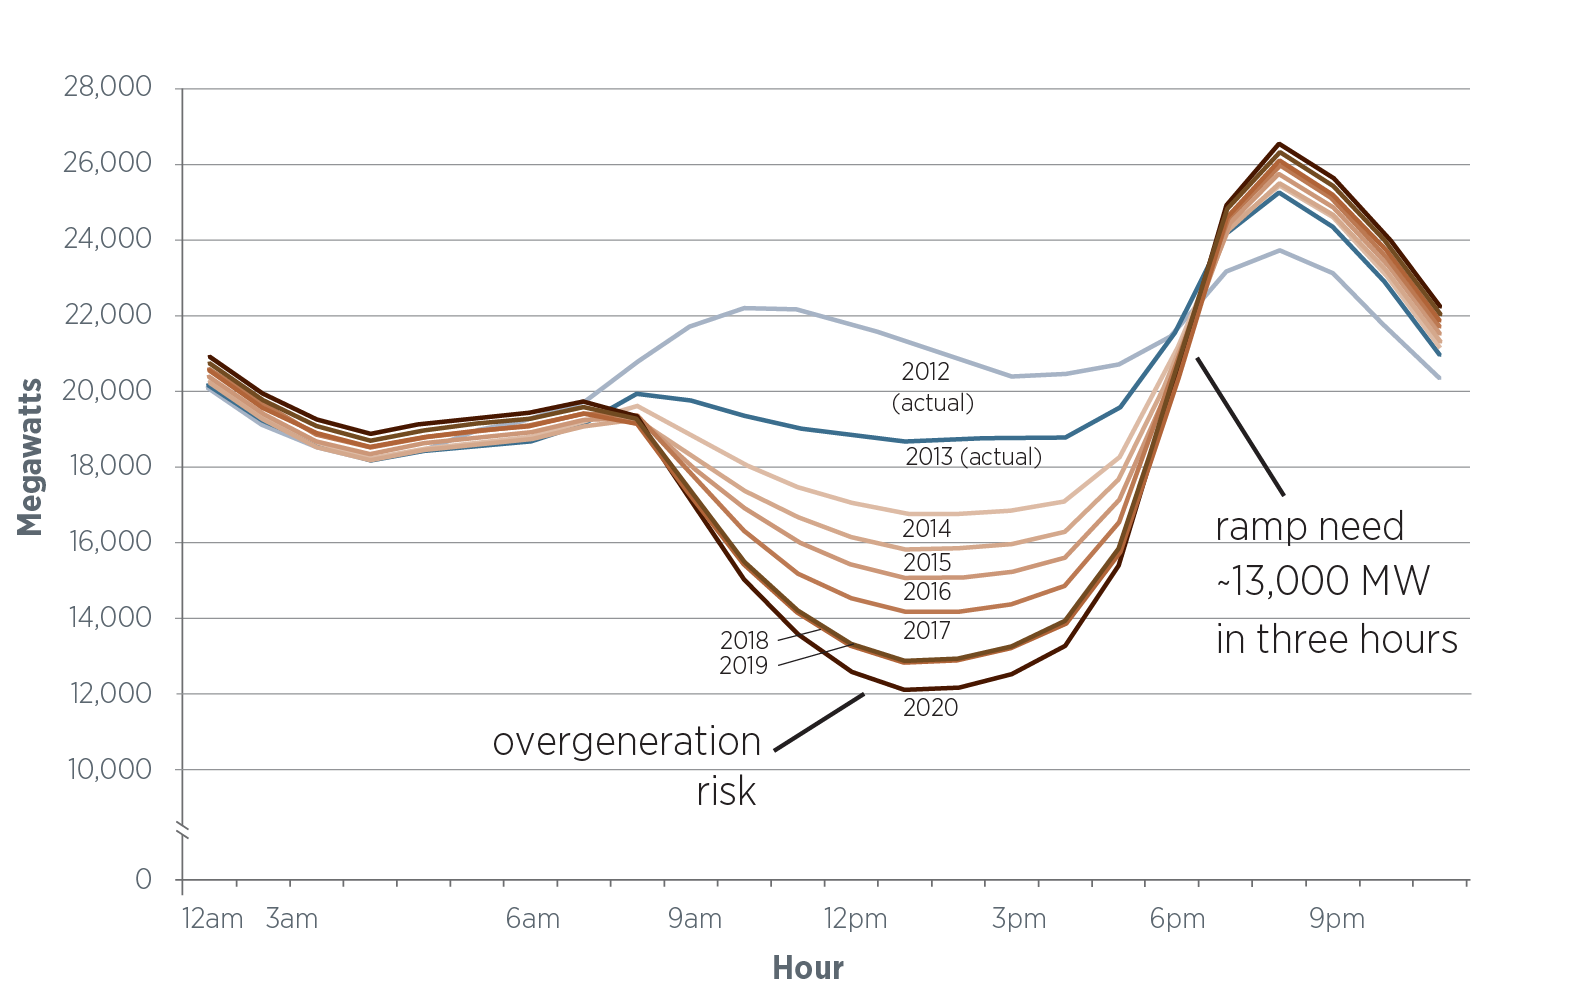 28,000
26,000
24,000
22,000
20,000
18,000
16,000
14,000
12,000
10,000
0
Megawatts
2012
(actual)
2013 (actual)
2014
2015
2016
2017
2018
2019
2020
ramp need
~13,000 MW
in three hours
overgeneration
risk
12am 3am 6am 9am 12pm 3pm 6pm 9pm
Hour